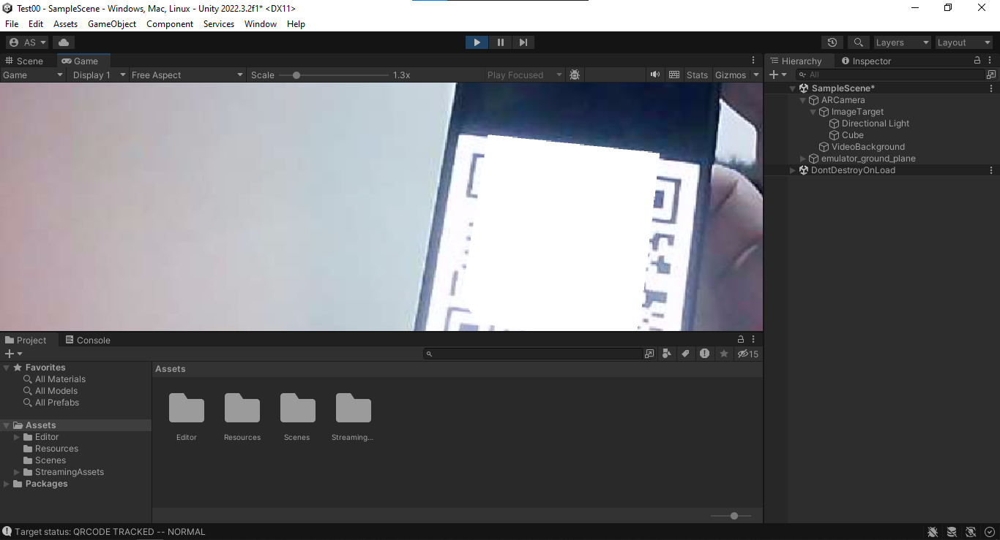 Test00 - SampleScene - Windows, Mac, Linux - Unity 2022.3.2f1* <DX11>
File Edit Assets GameObject Component Services Window Help
AS
Layers Layout
Scene Game
Game Display 1 Free Aspect Scale 1.3x Play Focused Stats Gizmos
Hierarchy Inspector
All
SampleScene*
ARCamera
ImageTarget
Directional Light
Cube
VideoBackground
emulator_ground_plane
DontDestroyOnLoad
Project Console
15
Favorites
All Materials
All Models
All Prefabs
Assets
Editor
Resources
Scenes
StreamingAssets
Packages
Assets
Editor Resources Scenes Streaming...
Target status: QRCODE TRACKED -- NORMAL